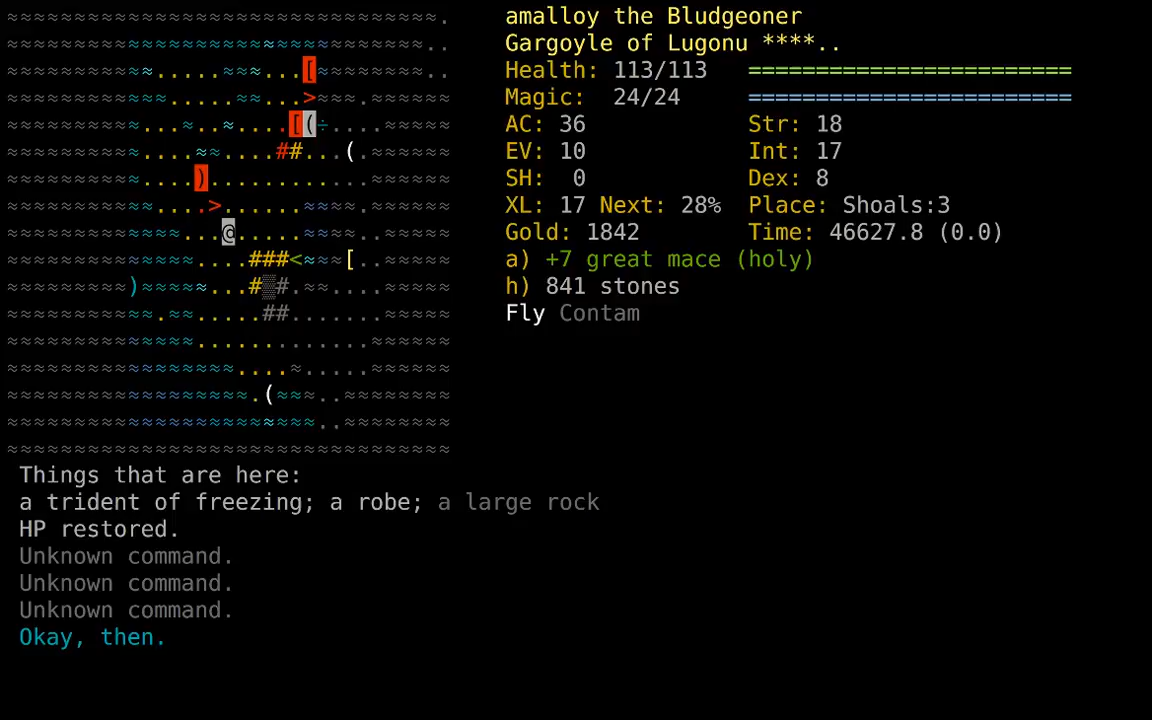 amalloy the Bludgeoner
Gargoyle of Lugonu ****..
Health: 113/113
Magic: 24/24
AC: 36 Str: 18
EV: 10 Int: 17
SH: 0 Dex: 8
XL: 17 Next: 28% Place: Shoals:3
Gold: 1842 Time: 46627.8 (0.0)
a) +7 great mace (holy)
h) 841 stones
Fly Contam
Things that are here:
a trident of freezing; a robe; a large rock
HP restored.
Unknown command.
Unknown command.
Unknown command.
Okay, then.